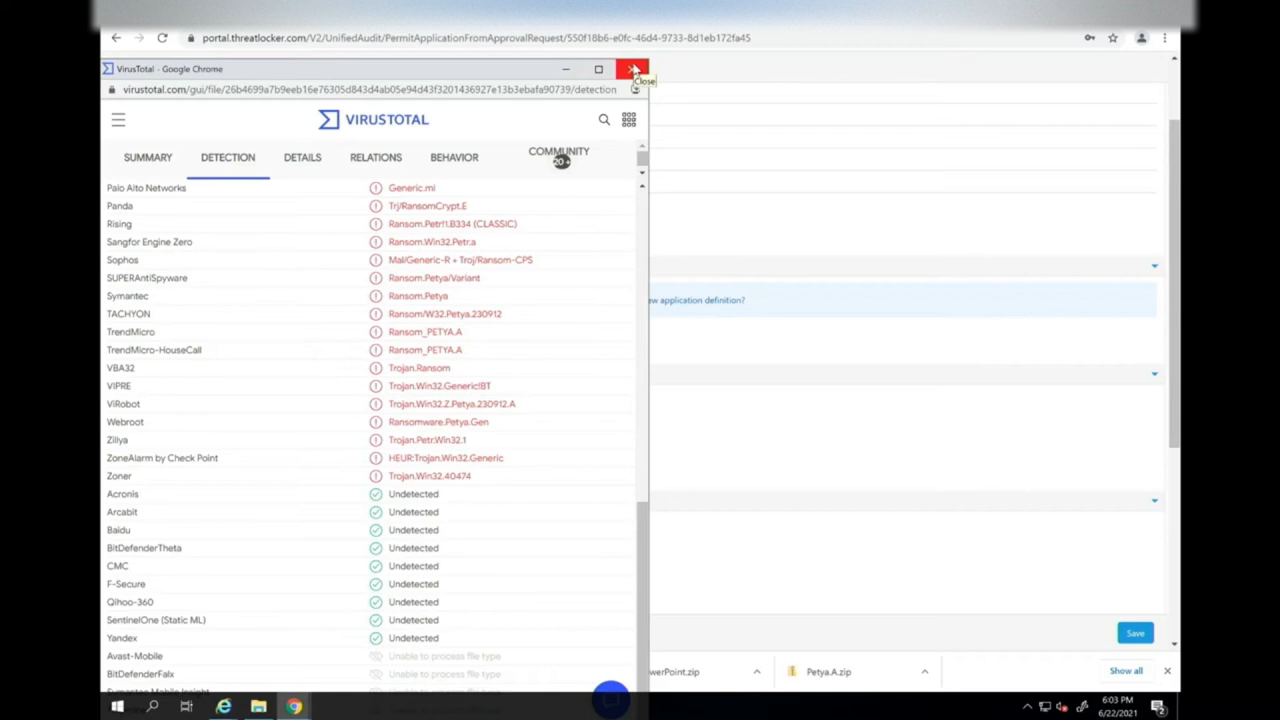 portal.threatlocker.com/V2/UnifiedAudit/PermitApplicationFromApprovalRequest/550f18b6-e0fc-46d4-9733-8d1eb172fa45
VirusTotal - Google Chrome
Close
virustotal.com/gui/file/26b4699a7b9eeb16e76305d843d4ab05e94d43f3201436927e13b3ebafa90739/detection
VIRUSTOTAL
SUMMARY DETECTION DETAILS RELATIONS BEHAVIOR COMMUNITY
20+
Palo Alto Networks Generic.ml
Panda Trj/RansomCrypt.E
Rising Ransom.Petr!1.B334 (CLASSIC)
Sangfor Engine Zero Ransom.Win32.Petr.a
Sophos Mal/Generic-R + Troj/Ransom-CPS
SUPERAntiSpyware Ransom.Petya/Variant
Symantec Ransom.Petya
ew application definition?
TACHYON Ransom/W32.Petya.230912
TrendMicro Ransom_PETYA.A
TrendMicro-HouseCall Ransom_PETYA.A
VBA32 Trojan.Ransom
VIPRE Trojan.Win32.Generic!BT
ViRobot Trojan.Win32.Z.Petya.230912.A
Webroot Ransomware.Petya.Gen
Zillya Trojan.Petr.Win32.1
ZoneAlarm by Check Point HEUR:Trojan.Win32.Generic
Zoner Trojan.Win32.40474
Acronis Undetected
Arcabit Undetected
Baidu Undetected
BitDefenderTheta Undetected
CMC Undetected
F-Secure Undetected
Qihoo-360 Undetected
SentinelOne (Static ML) Undetected
Yandex Undetected
Save
Avast-Mobile Unable to process file type
BitDefenderFalx Unable to process file type
Symantec Mobile Insight
werPoint.zip Petya.A.zip Show all
6:03 PM
6/22/2021
2